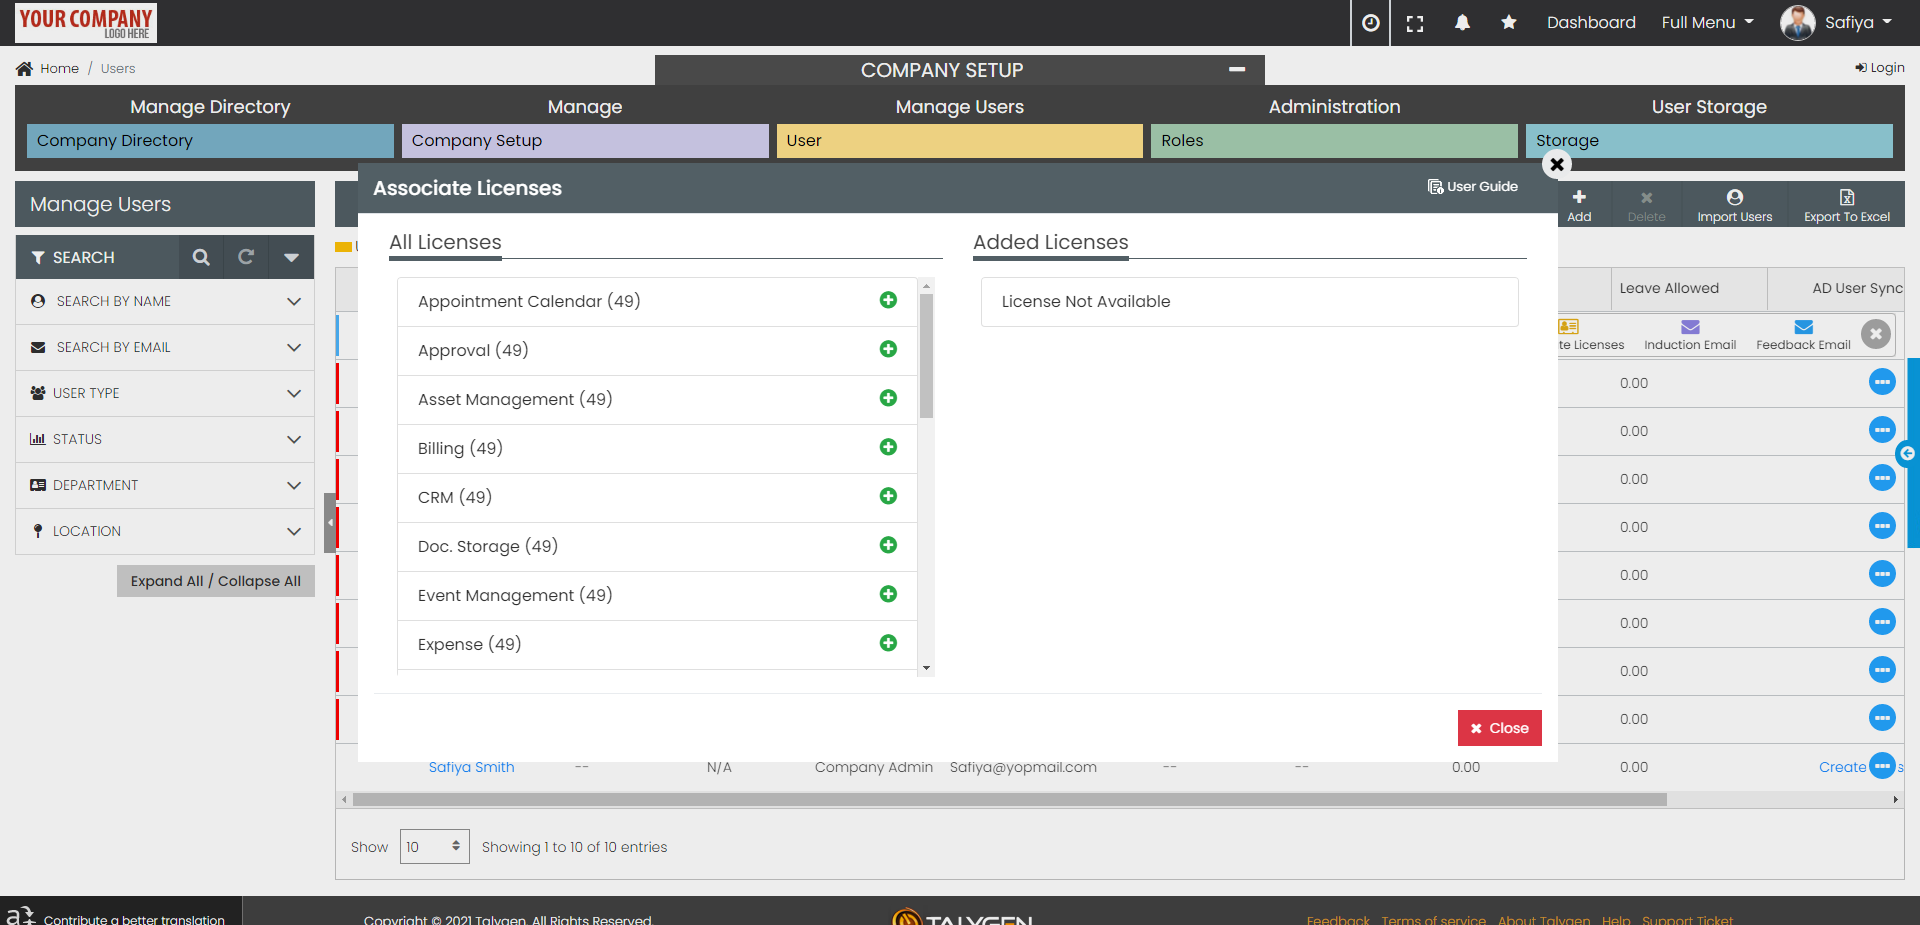 YOUR COMPANY
LOGO HERE
Dashboard
Full Menu
Safiya
Home / Users
COMPANY SETUP
Login
Manage Directory
Manage
Manage Users
Administration
User Storage
Company Directory
Company Setup
User
Roles
Storage
Manage Users
Associate Licenses
User Guide
Add
Delete
Import Users
Export To Excel
SEARCH
SEARCH BY NAME
SEARCH BY EMAIL
USER TYPE
STATUS
DEPARTMENT
LOCATION
Expand All / Collapse All
All Licenses
Appointment Calendar (49)
Approval (49)
Asset Management (49)
Billing (49)
CRM (49)
Doc. Storage (49)
Event Management (49)
Expense (49)
Added Licenses
License Not Available
Close
Leave Allowed
AD User Sync
te Licenses
Induction Email
Feedback Email
0.00
0.00
0.00
0.00
0.00
0.00
0.00
0.00
Safiya Smith -- N/A Company Admin Safiya@yopmail.com -- -- 0.00 0.00 Create s
Show 10 Showing 1 to 10 of 10 entries
Contribute a better translation
Copyright © 2021 Talygen. All Rights Reserved.
TALYGEN
Feedback Terms of service About Talygen Help Support Ticket